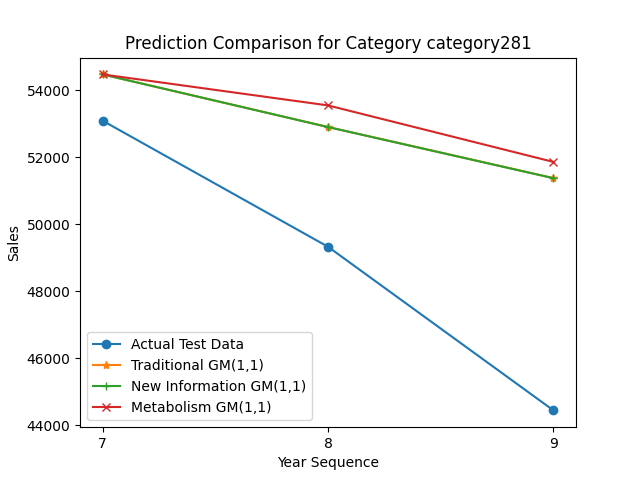 Prediction Comparison for Category category281
Sales
54000
52000
50000
48000
46000
44000
Actual Test Data
Traditional GM(1,1)
New Information GM(1,1)
Metabolism GM(1,1)
7
8
9
Year Sequence